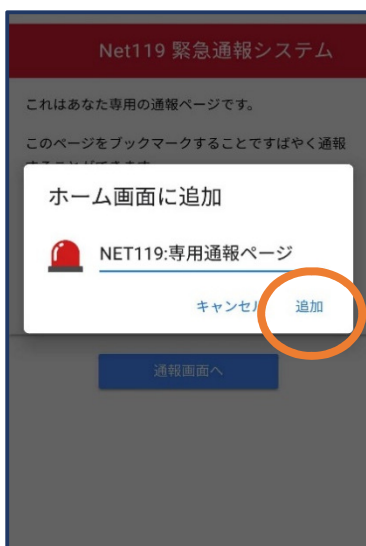 Net119 緊急通報システム
これはあなた専用の通報ページです。
このページをブックマークすることですばやく通報
ホーム画面に追加
NET119:専用通報ページ
キャンセル
追加
通報画面へ